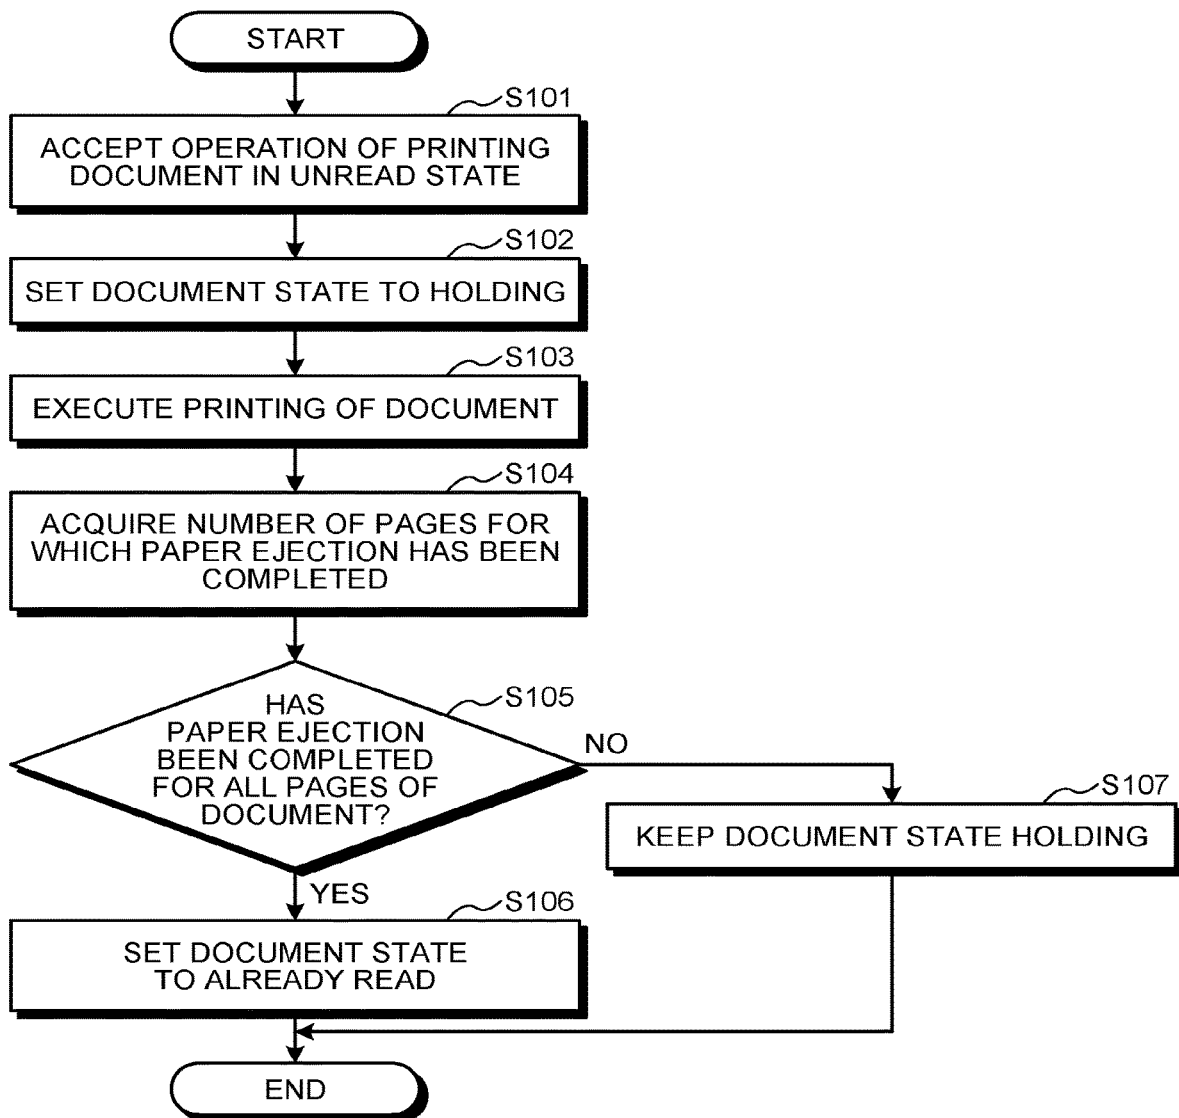 START
S101
ACCEPT OPERATION OF PRINTING
DOCUMENT IN UNREAD STATE
S102
SET DOCUMENT STATE TO HOLDING
S103
EXECUTE PRINTING OF DOCUMENT
S104
ACQUIRE NUMBER OF PAGES FOR
WHICH PAPER EJECTION HAS BEEN
COMPLETED
S105
HAS
PAPER EJECTION
BEEN COMPLETED
FOR ALL PAGES OF
DOCUMENT?
NO
S107
KEEP DOCUMENT STATE HOLDING
YES
S106
SET DOCUMENT STATE
TO ALREADY READ
END